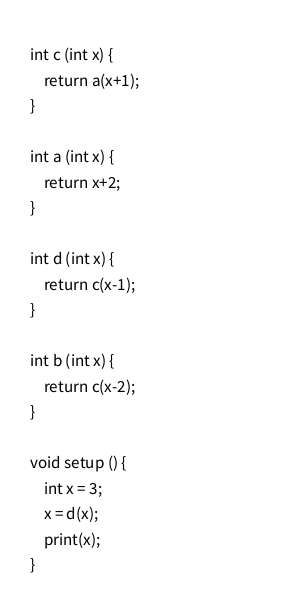 int c (int x) {
return a(x+1);
}
int a (int x) {
return x+2;
}
int d (int x) {
return c(x-1);
}
int b (int x) {
return c(x-2);
}
void setup () {
int x = 3;
x = d(x);
print(x);
}